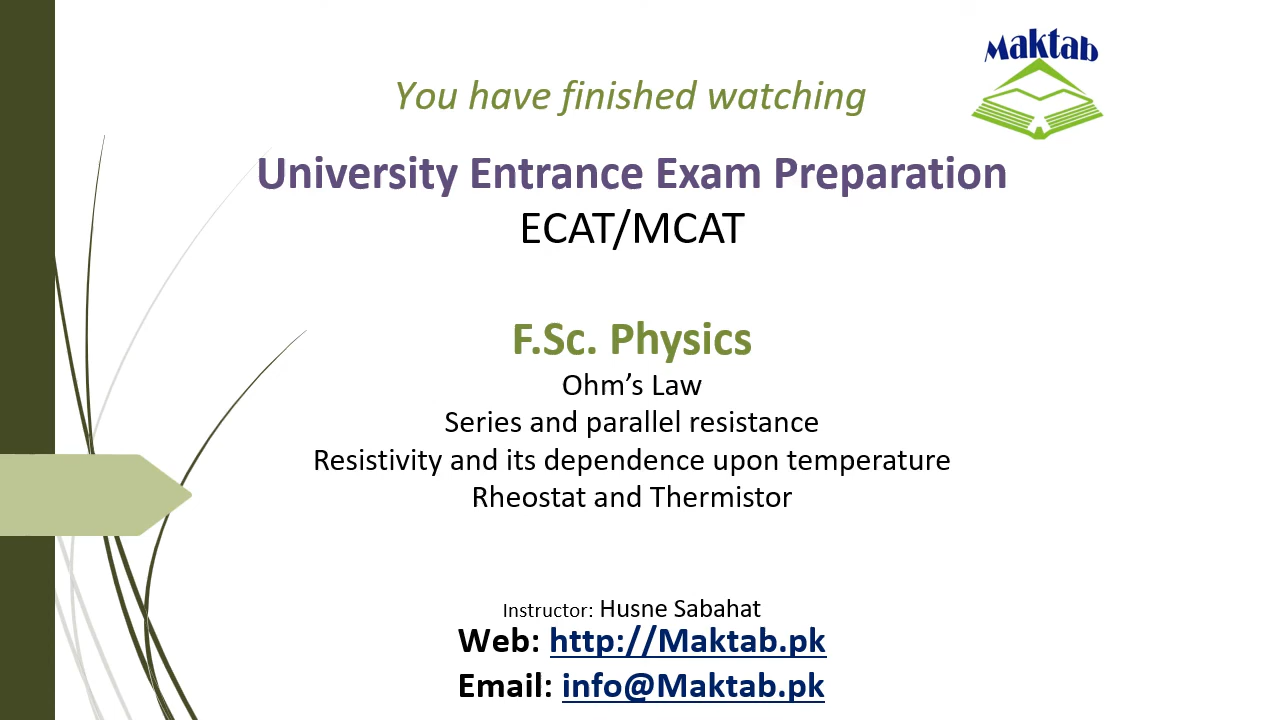 Maktab
You have finished watching
University Entrance Exam Preparation
ECAT/MCAT
F.Sc. Physics
Ohm’s Law
Series and parallel resistance
Resistivity and its dependence upon temperature
Rheostat and Thermistor
Instructor: Husne Sabahat
Web: http://Maktab.pk
Email: info@Maktab.pk